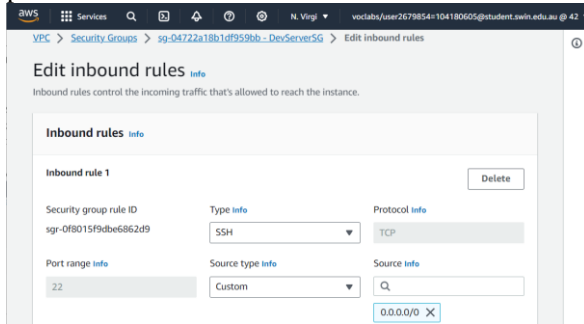 aws Services N. Virgi ▼ voclabs/user2679854=104180605@student.swin.edu.au @ 42
VPC > Security Groups > sg-04722a18b1df959bb - DevServerSG > Edit inbound rules
Edit inbound rules Info
Inbound rules control the incoming traffic that's allowed to reach the instance.
Inbound rules Info
Inbound rule 1
Delete
Security group rule ID Type Info Protocol Info
sgr-0f8015f9dbe6862d9 SSH TCP
Port range Info Source type Info Source Info
22 Custom
0.0.0.0/0 X